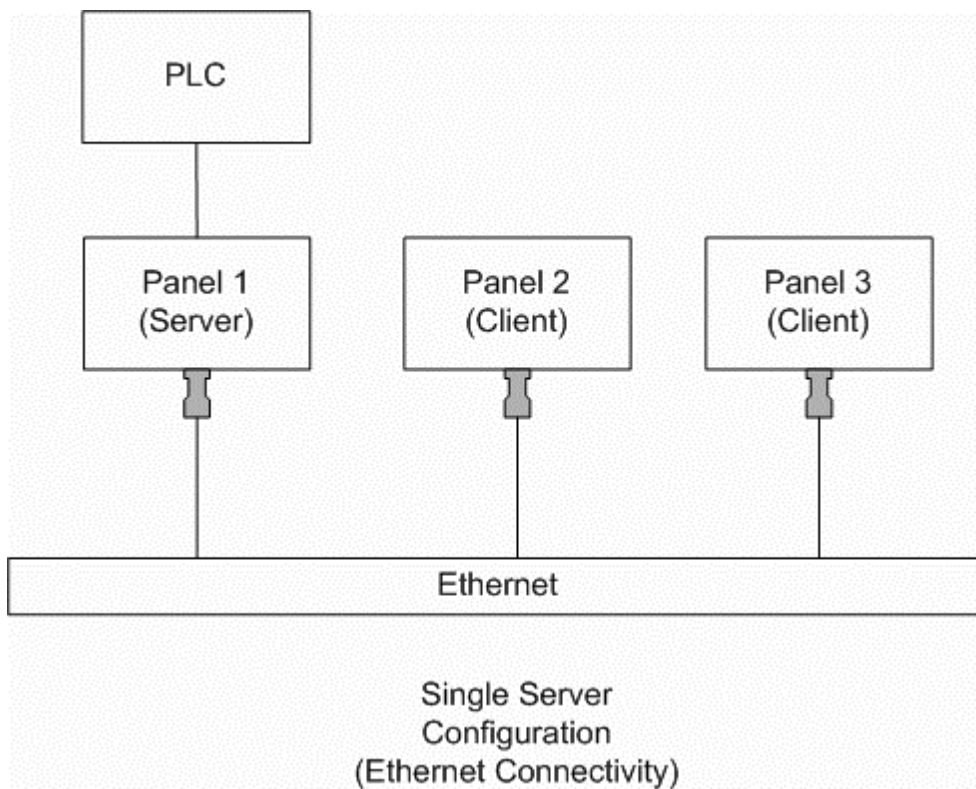 PLC
Panel 1
(Server)
Panel 2
(Client)
Panel 3
(Client)
Ethernet
Single Server
Configuration
(Ethernet Connectivity)